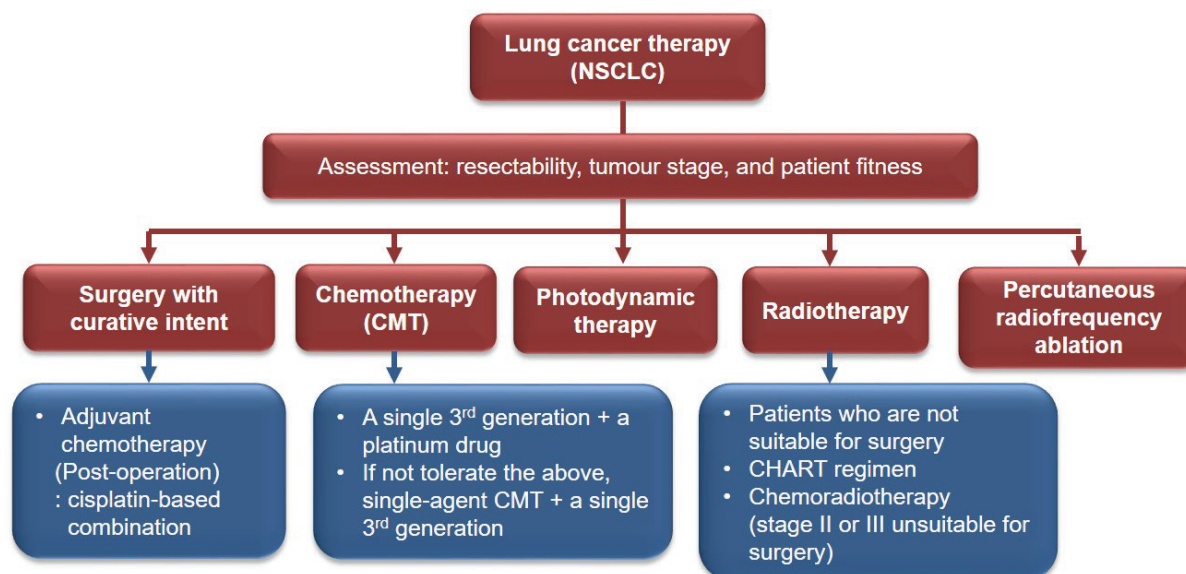 Lung cancer therapy
(NSCLC)
Assessment: resectability, tumour stage, and patient fitness
Surgery with
curative intent
Chemotherapy
(CMT)
Photodynamic
therapy
Radiotherapy
Percutaneous
radiofrequency
ablation
• Adjuvant
chemotherapy
(Post-operation)
: cisplatin-based
combination
• A single 3rd generation + a
platinum drug
• If not tolerate the above,
single-agent CMT + a single
3rd generation
• Patients who are not
suitable for surgery
• CHART regimen
• Chemoradiotherapy
(stage II or III unsuitable for
surgery)